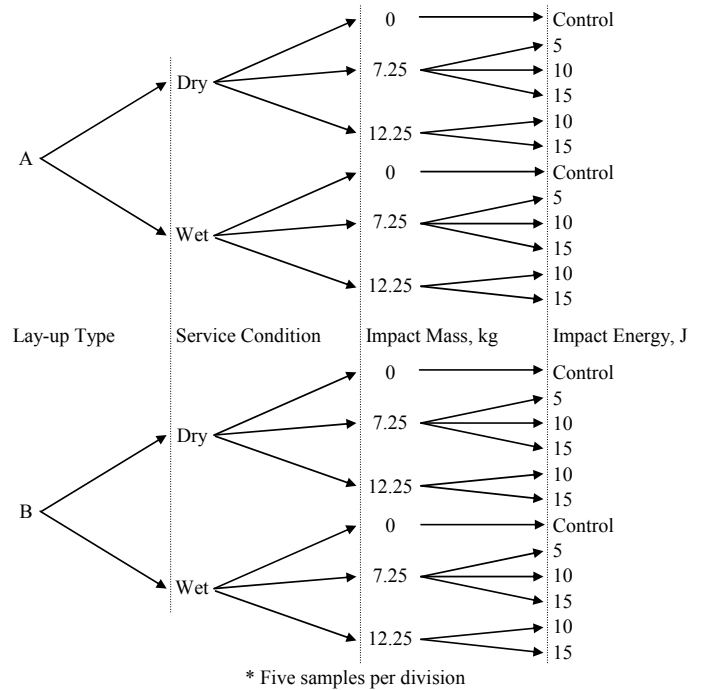 0 Control
5
Dry 7.25 10
15
12.25 10
15
A
0 Control
5
Wet 7.25 10
15
12.25 10
15
Lay-up Type Service Condition Impact Mass, kg Impact Energy, J
0 Control
5
Dry 7.25 10
15
12.25 10
15
B
0 Control
5
Wet 7.25 10
15
12.25 10
15
* Five samples per division